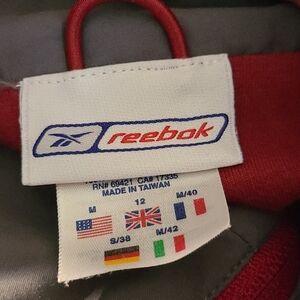 reebok
RN# 69421 CA# 17335
MADE IN TAIWAN
M 12 M/40
S/38 M/42